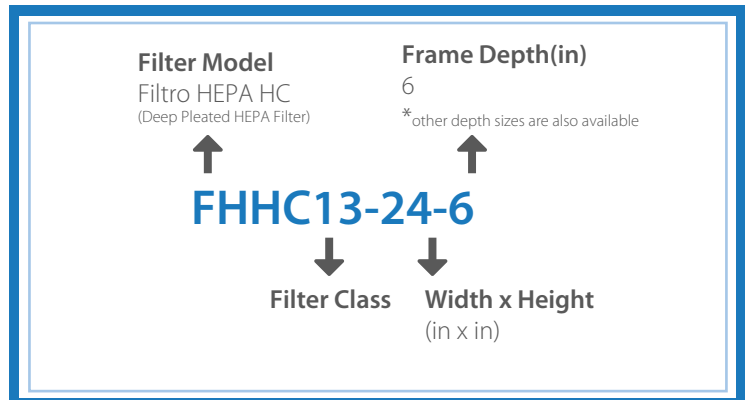 Filter Model
Filtro HEPA HC
(Deep Pleated HEPA Filter)
Frame Depth(in)
6
*other depth sizes are also available
FHHC13-24-6
Filter Class
Width x Height
(in x in)